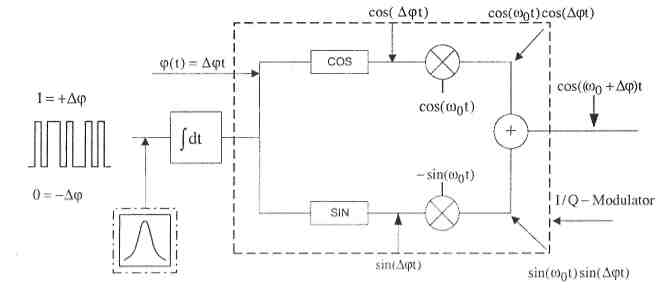 cos( Δφt)
cos(ω₀t)cos(Δφt)
φ(t) = Δφt
COS
1 = +Δφ
cos(ω₀t)
cos((ω₀ + Δφ)t
∫dt
+
−sin(ω₀t)
0 = −Δφ
SIN
I/Q − Modulator
sin(Δφt)
sin(ω₀t)sin(Δφt)